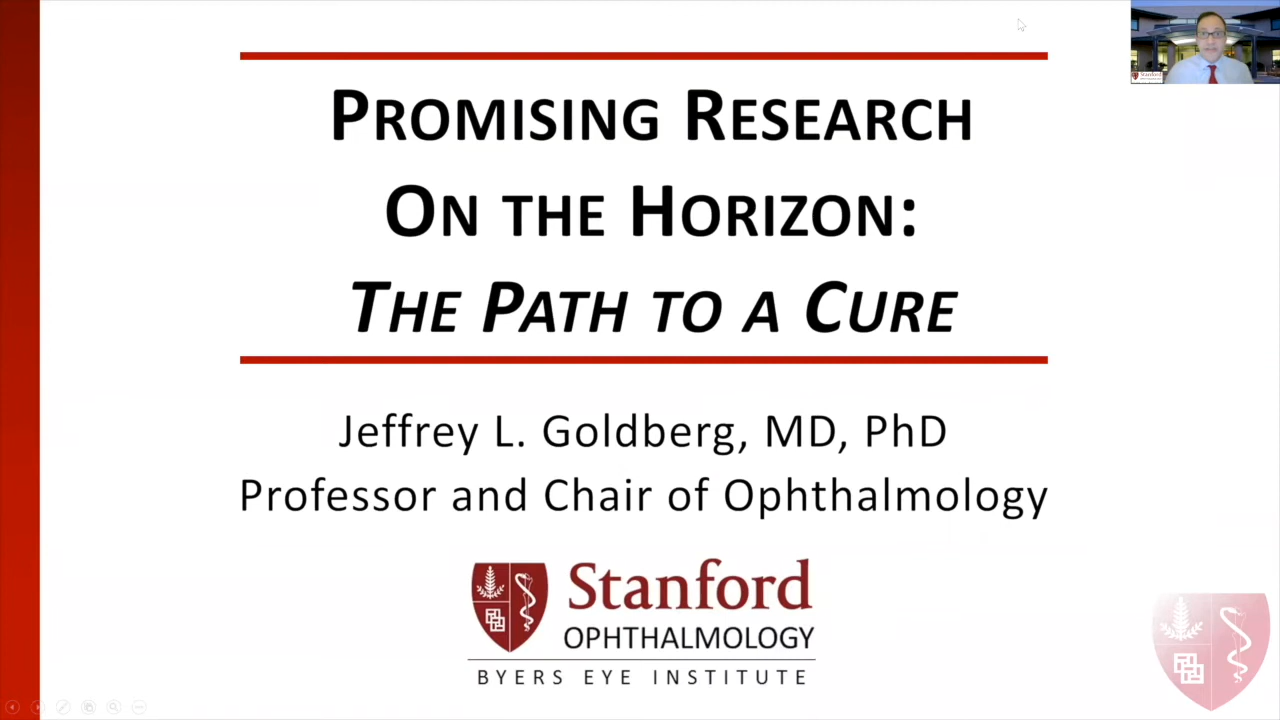 PROMISING RESEARCH
ON THE HORIZON:
THE PATH TO A CURE
Jeffrey L. Goldberg, MD, PhD
Professor and Chair of Ophthalmology
Stanford
OPHTHALMOLOGY
BYERS EYE INSTITUTE
Stanford